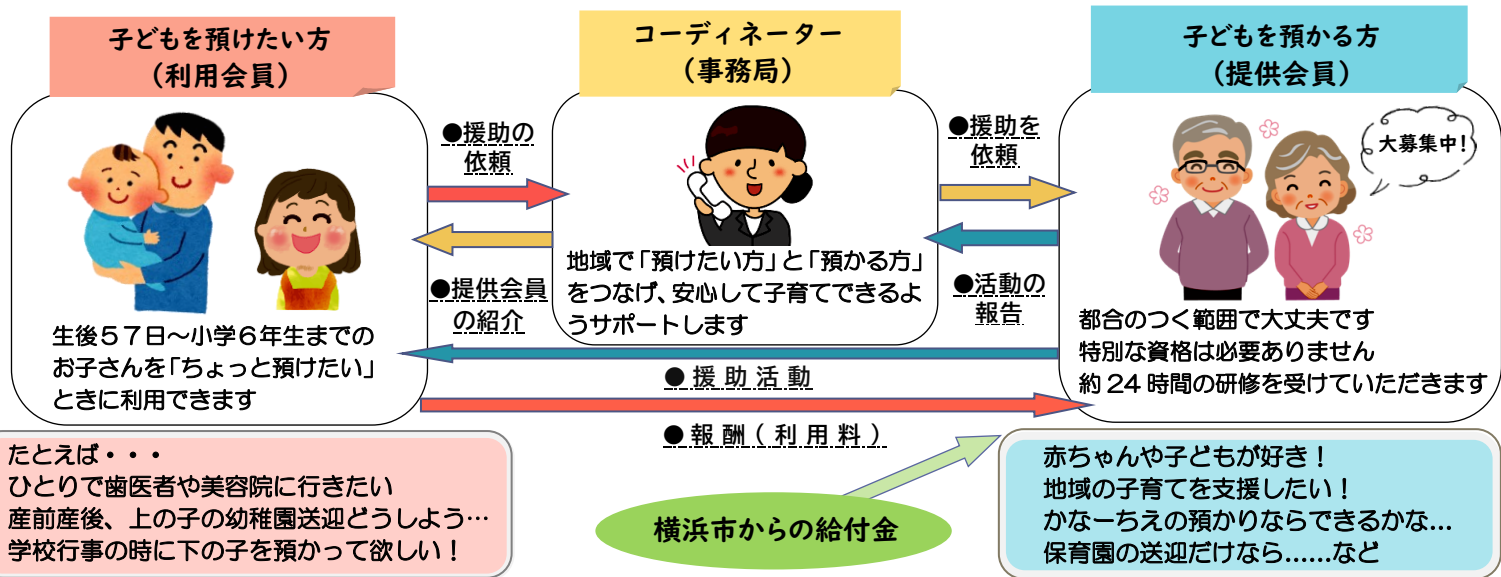 子どもを預けたい方
(利用会員)
生後57日～小学6年生までの
お子さんを「ちょっと預けたい」
ときに利用できます
●援助の
依頼
●提供会員
の紹介
コーディネーター
(事務局)
地域で「預けたい方」と「預かる方」
をつなげ、安心して子育てできるよ
うサポートします
●援助を
依頼
●活動の
報告
子どもを預かる方
(提供会員)
大募集中!
都合のつく範囲で大丈夫です
特別な資格は必要ありません
約24時間の研修を受けていただきます
●援助活動
●報酬(利用料)
たとえば・・・
ひとりで歯医者や美容院に行きたい
産前産後、上の子の幼稚園送迎どうしよう…
学校行事の時に下の子を預かって欲しい!
横浜市からの給付金
赤ちゃんや子どもが好き!
地域の子育てを支援したい!
かなーちえの預かりならできるかな…
保育園の送迎だけなら……など